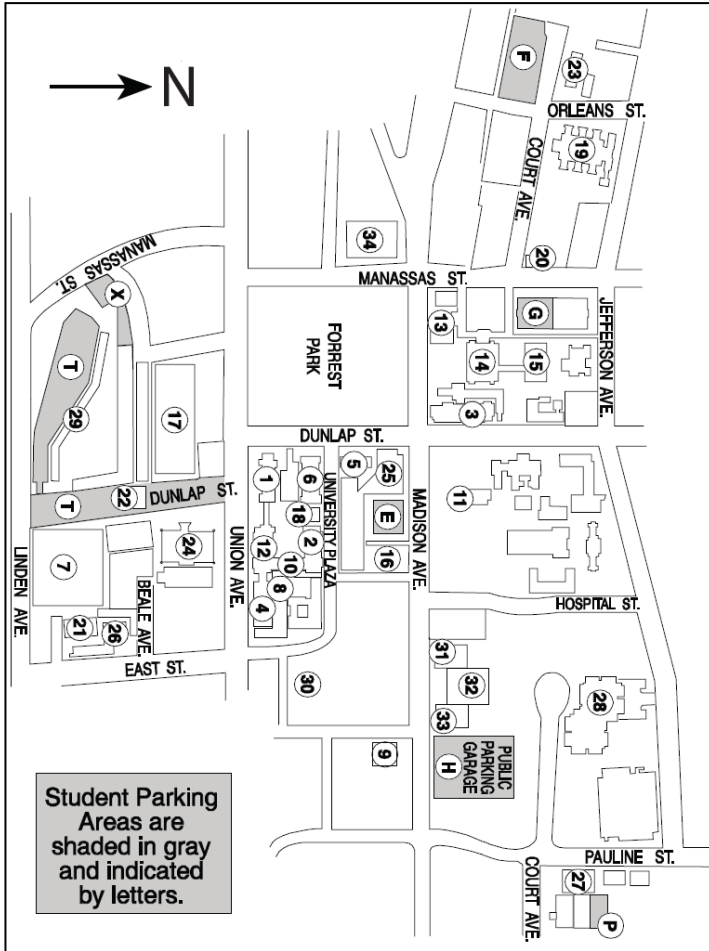 N
F
23
ORLEANS ST.
19
COURT AVE.
34
20
MANASSAS ST.
MANASSAS ST.
X
FORREST
PARK
13
G
14
15
JEFFERSON AVE.
T
29
17
3
DUNLAP ST.
22
DUNLAP ST.
T
1
6
5
25
UNIVERSITY PLAZA
18
E
MADISON AVE.
11
24
12
2
16
10
7
UNION AVE.
8
4
HOSPITAL ST.
LINDEN AVE.
BEALE AVE.
21
26
EAST ST.
30
31
32
33
28
9
PUBLIC
PARKING
GARAGE
H
Student Parking
Areas are
shaded in gray
and indicated
by letters.
PAULINE ST.
COURT AVE.
27
P